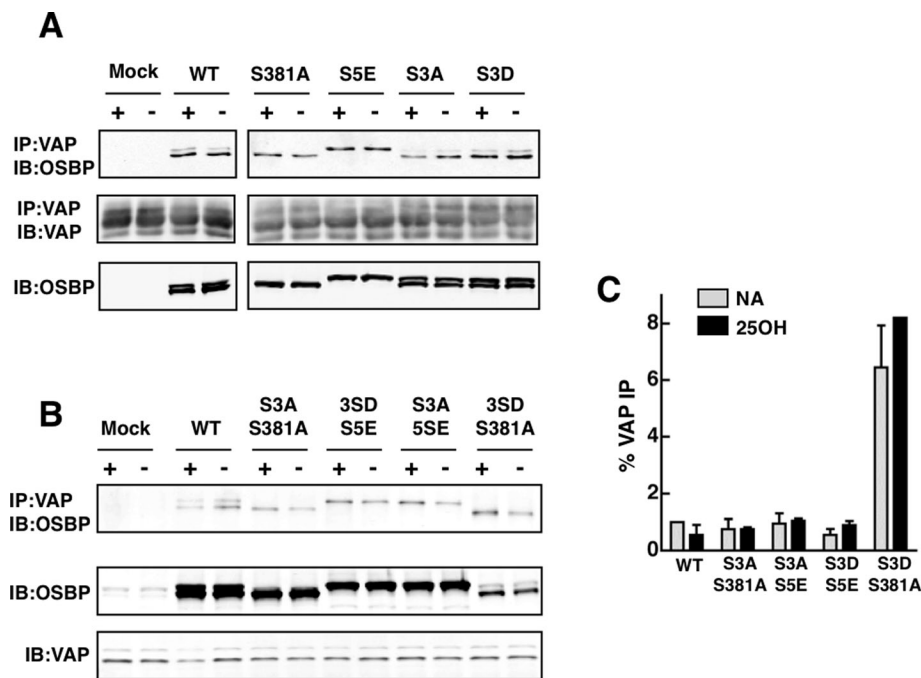 A
Mock WT S381A S5E S3A S3D
+ - + - + - + - + - + -
IP:VAP
IB:OSBP
IP:VAP
IB:VAP
IB:OSBP
B
Mock WT S3A S381A 3SD S5E S3A 5SE 3SD S381A
+ - + - + - + - + - + -
IP:VAP
IB:OSBP
IB:OSBP
IB:VAP
C
NA
25OH
% VAP IP
8
6
4
2
0
WT S3A S3A S3D S3D
S381A S5E S5E S381A